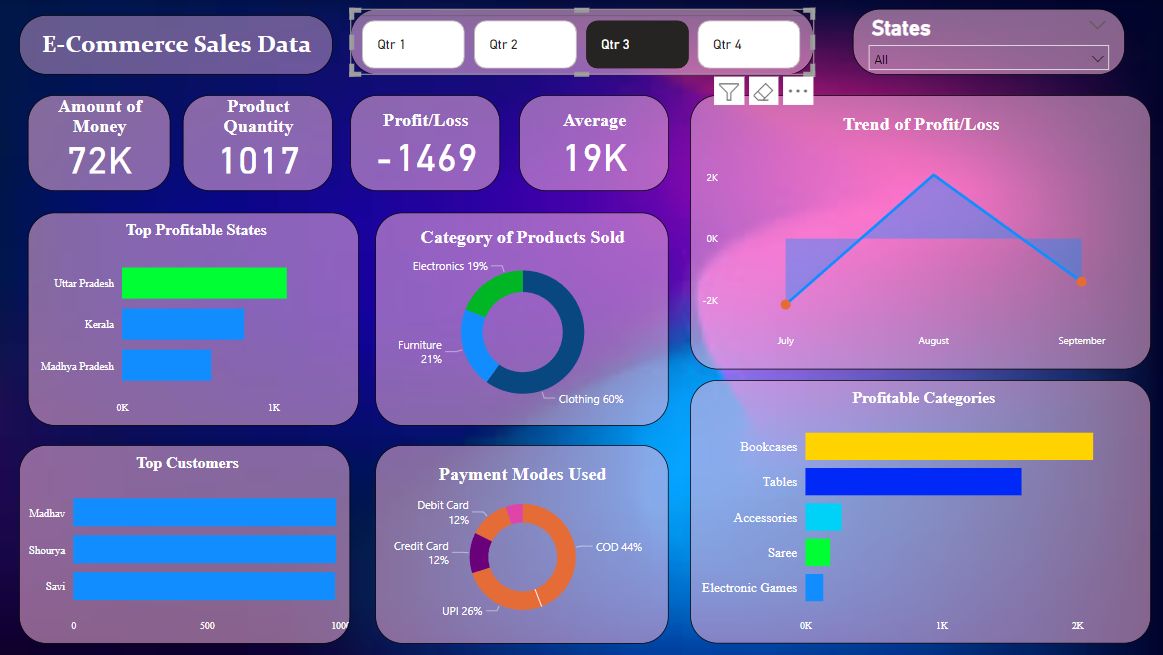 E-Commerce Sales Data
Qtr 1
Qtr 2
Qtr 3
Qtr 4
States
All
Amount of
Money
72K
Product
Quantity
1017
Profit/Loss
-1469
Average
19K
Trend of Profit/Loss
2K
0K
-2K
July
August
September
Top Profitable States
Uttar Pradesh
Kerala
Madhya Pradesh
0K
1K
Category of Products Sold
Electronics 19%
Furniture
21%
Clothing 60%
Profitable Categories
Bookcases
Tables
Accessories
Saree
Electronic Games
0K
1K
2K
Top Customers
Madhav
Shourya
Savi
0
500
1000
Payment Modes Used
Debit Card
12%
Credit Card
12%
COD 44%
UPI 26%